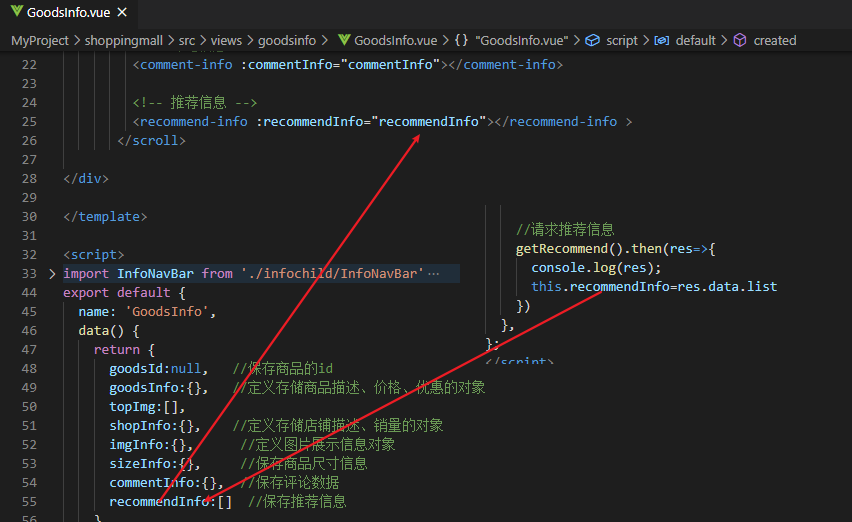 GoodsInfo.vue ✕
MyProject > shoppingmall > src > views > goodsinfo > GoodsInfo.vue > {} "GoodsInfo.vue" > script > default > created
22 <comment-info :commentInfo="commentInfo"></comment-info>
23
24 <!-- 推荐信息 -->
25 <recommend-info :recommendInfo="recommendInfo"></recommend-info >
26 </scroll>
27
28 </div>
29
30 </template>
31
32 <script>
33 > import InfoNavBar from './infochild/InfoNavBar'···
44 export default {
45 name: 'GoodsInfo',
46 data() {
47 return {
48 goodsId:null, //保存商品的id
49 goodsInfo:{}, //定义存储商品描述、价格、优惠的对象
50 topImg:[],
51 shopInfo:{}, //定义存储店铺描述、销量的对象
52 imgInfo:{}, //定义图片展示信息对象
53 sizeInfo:{}, //保存商品尺寸信息
54 commentInfo:{}, //保存评论数据
55 recommendInfo:[] //保存推荐信息
56 }
//请求推荐信息
getRecommend().then(res=>{
console.log(res);
this.recommendInfo=res.data.list
})
},
};
</script>